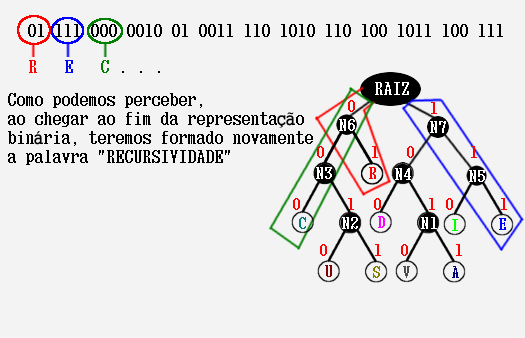 01 111 000 0010 01 0011 110 1010 110 100 1011 100 111
R E C . . .
Como podemos perceber,
ao chegar ao fim da representação
binária, teremos formado novamente
a palavra "RECURSIVIDADE"
RAIZ
0 1
N6 N7
0 1 0 1
N3 R N4 N5
0 1 0 1 0 1
C N2 D N1 I E
0 1 0 1
U S V A